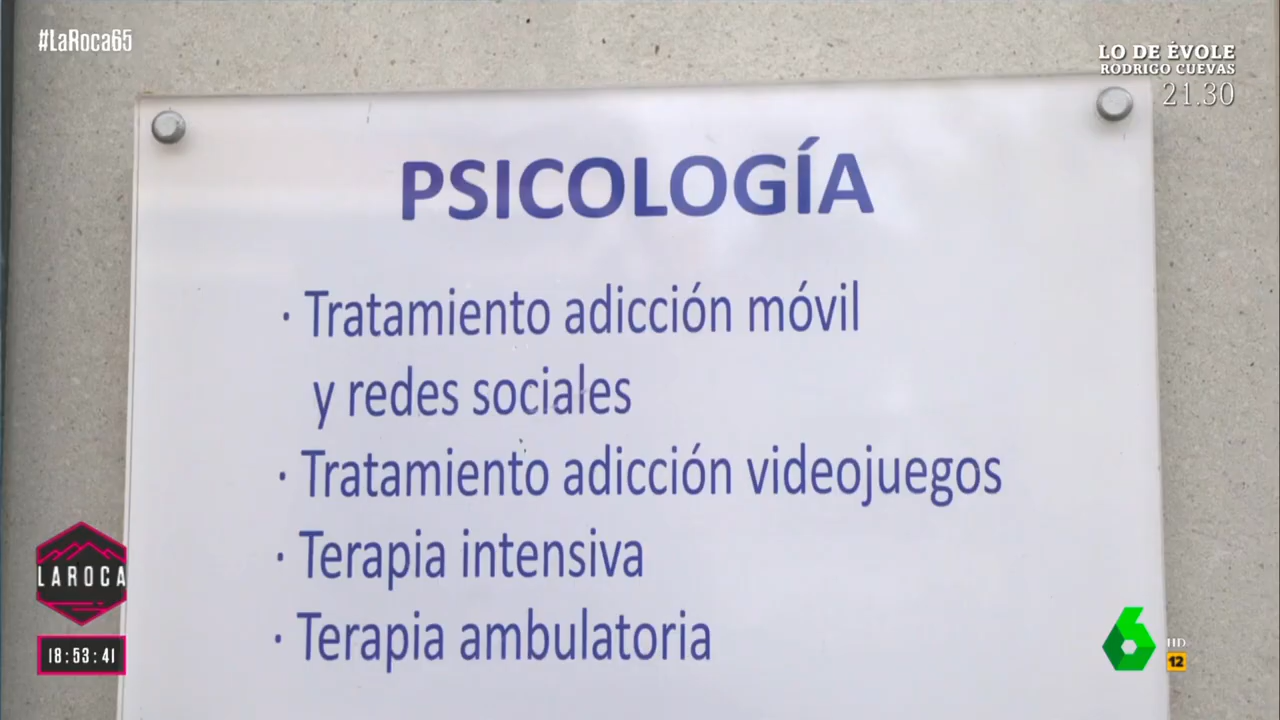 #LaRoca65
LO DE ÉVOLE
RODRIGO CUEVAS
21.30
PSICOLOGÍA
· Tratamiento adicción móvil
y redes sociales
· Tratamiento adicción videojuegos
· Terapia intensiva
· Terapia ambulatoria
LAROCA
18:53:41
6
HD
12